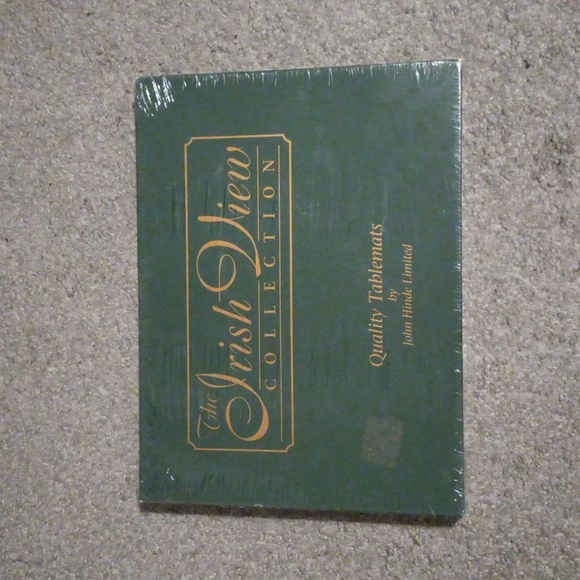 The
Irish View
COLLECTION
Quality Tablemats
by
John Hinde Limited